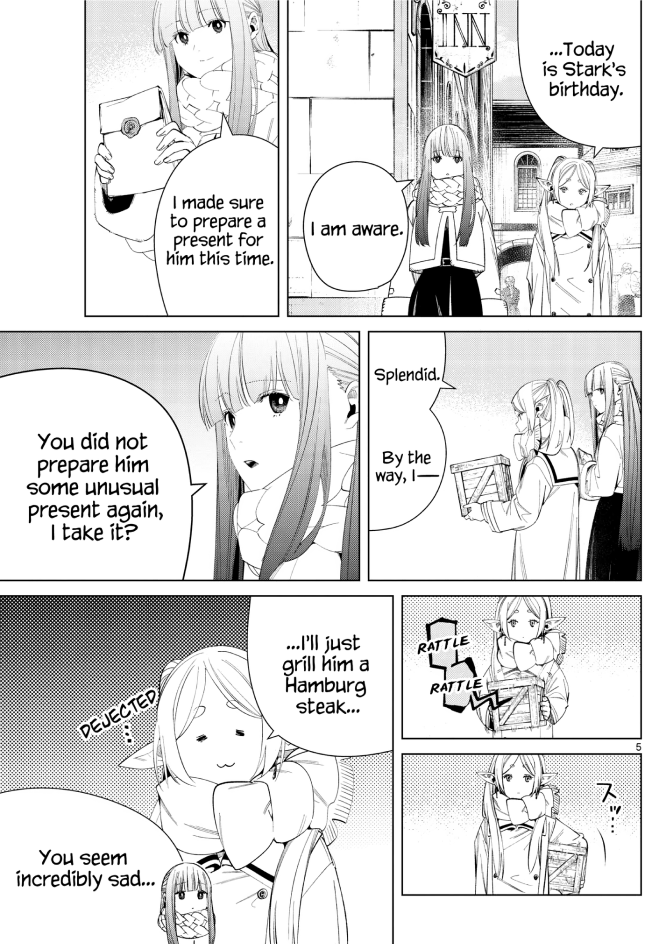 INN
...Today
is Stark's
birthday.
I am aware.
I made sure
to prepare a
present for
him this time.
Splendid.
By the
way, I—
You did not
prepare him
some unusual
present again,
I take it?
RATTLE
RATTLE
5
スッ...
...I'll just
grill him a
Hamburg
steak...
DEJECTED...
You seem
incredibly sad...